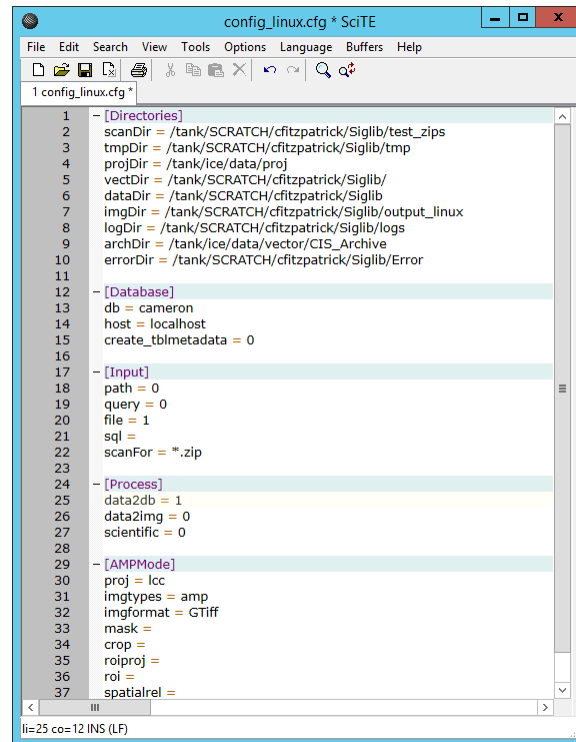 config_linux.cfg * SciTE
File Edit Search View Tools Options Language Buffers Help
1 config_linux.cfg *
1 [Directories]
2 scanDir = /tank/SCRATCH/cfitzpatrick/Siglib/test_zips
3 tmpDir = /tank/SCRATCH/cfitzpatrick/Siglib/tmp
4 projDir = /tank/ice/data/proj
5 vectDir = /tank/SCRATCH/cfitzpatrick/Siglib/
6 dataDir = /tank/SCRATCH/cfitzpatrick/Siglib
7 imgDir = /tank/SCRATCH/cfitzpatrick/Siglib/output_linux
8 logDir = /tank/SCRATCH/cfitzpatrick/Siglib/logs
9 archDir = /tank/ice/data/vector/CIS_Archive
10 errorDir = /tank/SCRATCH/cfitzpatrick/Siglib/Error
11
12 [Database]
13 db = cameron
14 host = localhost
15 create_tblmetadata = 0
16
17 [Input]
18 path = 0
19 query = 0
20 file = 1
21 sql =
22 scanFor = *.zip
23
24 [Process]
25 data2db = 1
26 data2img = 0
27 scientific = 0
28
29 [AMPMode]
30 proj = lcc
31 imgtypes = amp
32 imgformat = GTiff
33 mask =
34 crop =
35 roiproj =
36 roi =
37 spatialrel =
li=25 co=12 INS (LF)